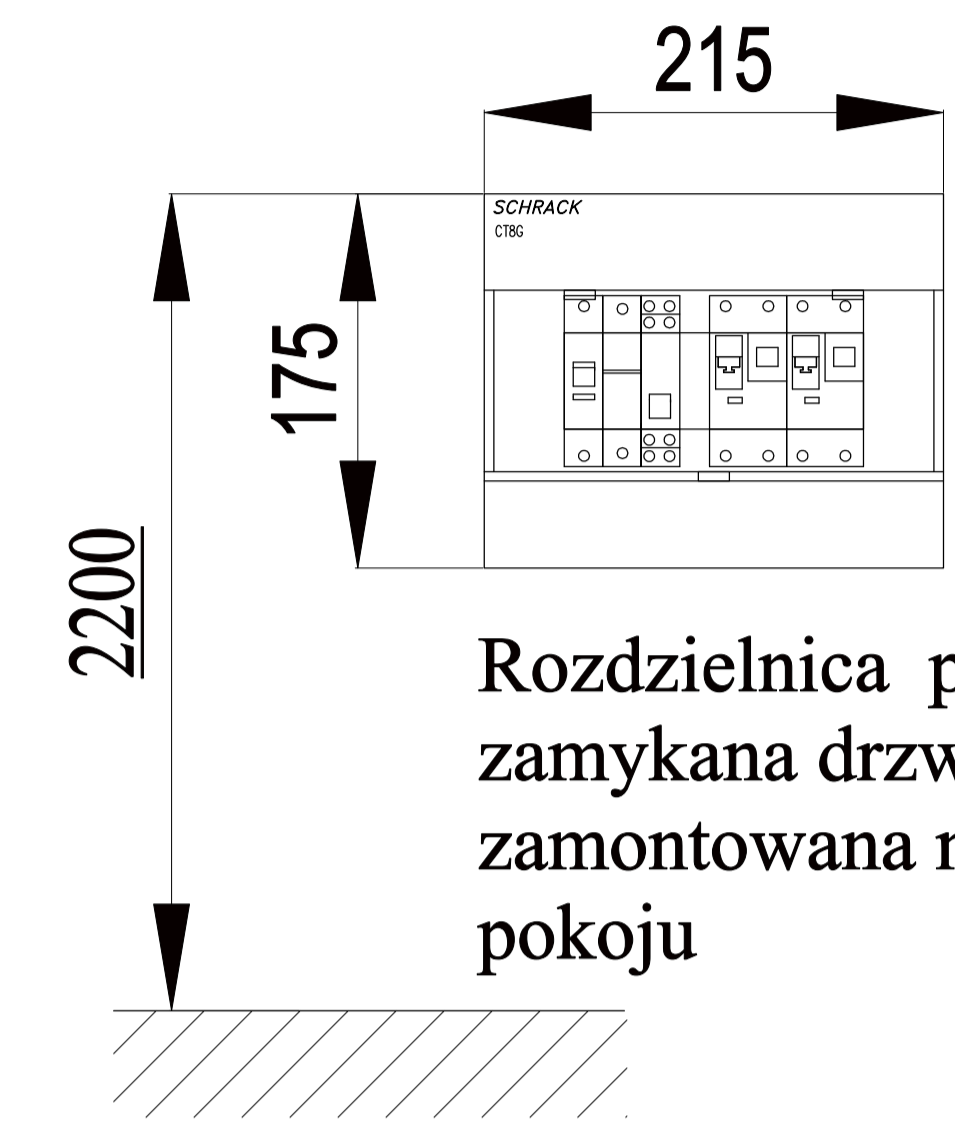 215
SCHRACK
CT8G
175
2200
Rozdzielnica
zamykana
zamontowana
pokoju